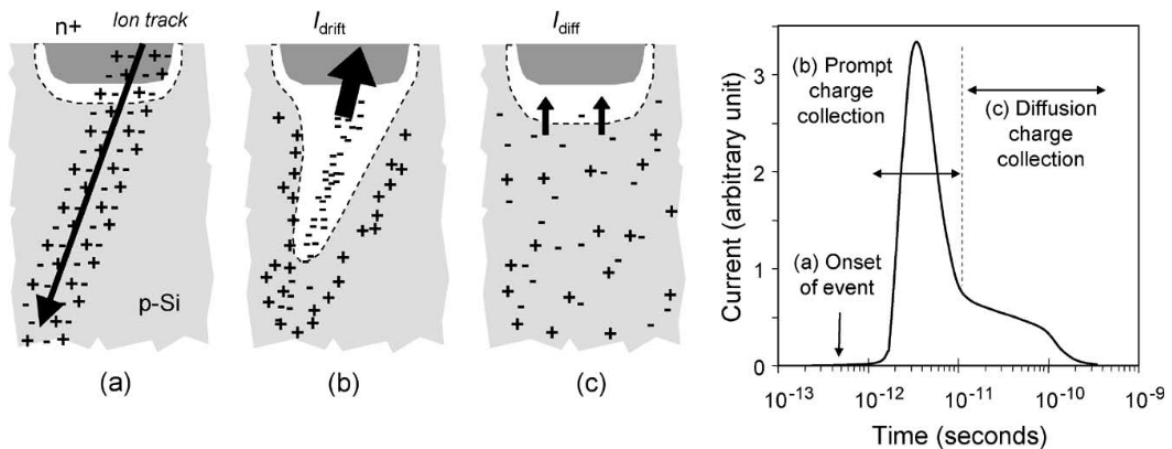 n+
Ion track
p-Si
(a)
I_drift
(b)
I_diff
(c)
Current (arbitrary unit)
3
2
1
0
(b) Prompt
charge
collection
(c) Diffusion
charge
collection
(a) Onset
of event
10⁻¹³
10⁻¹²
10⁻¹¹
10⁻¹⁰
10⁻⁹
Time (seconds)